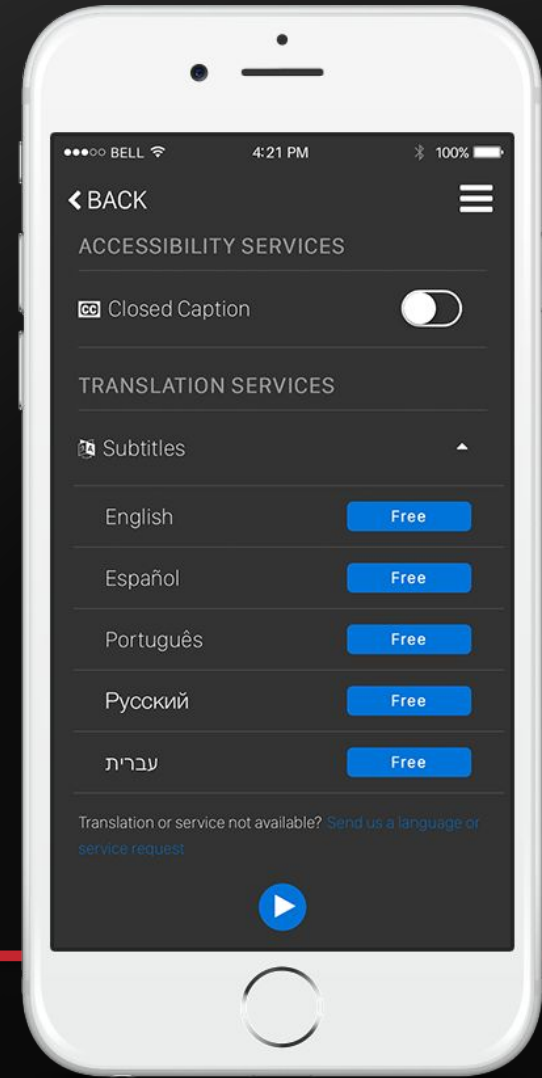 BELL 4:21 PM 100%
BACK
ACCESSIBILITY SERVICES
CC Closed Caption
TRANSLATION SERVICES
Subtitles
English Free
Español Free
Português Free
Русский Free
עברית Free
Translation or service not available? Send us a language or
service request